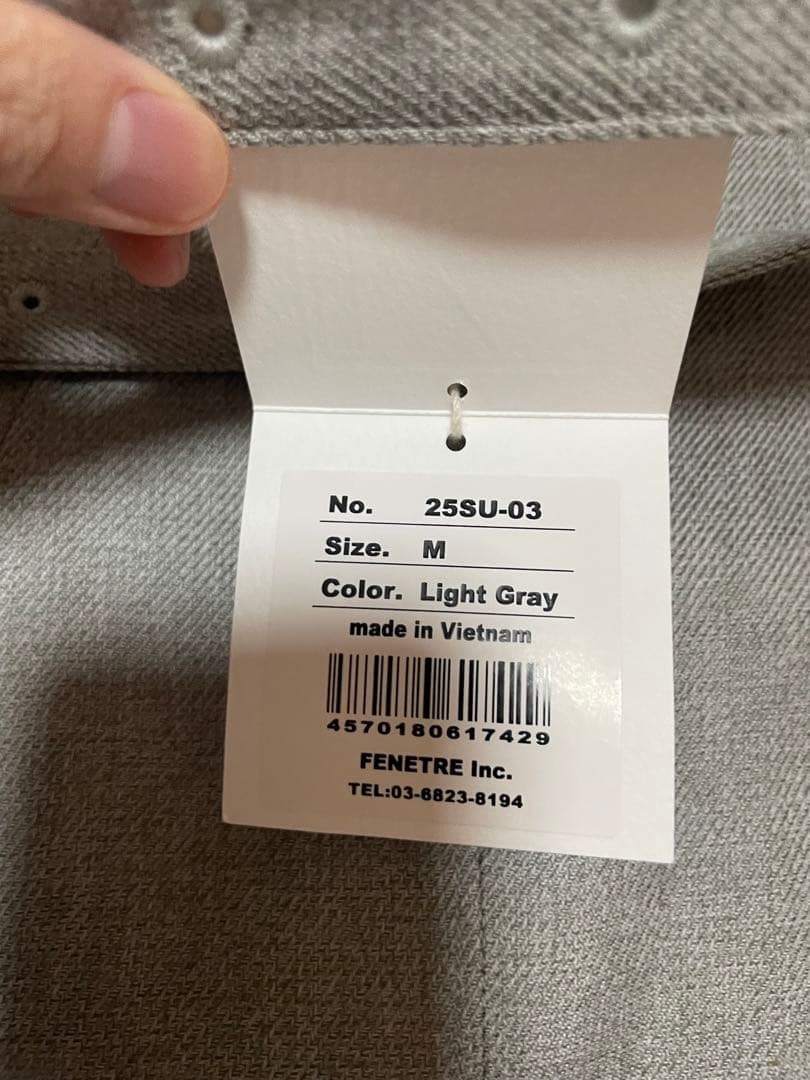 No. 25SU-03
Size. M
Color. Light Gray
made in Vietnam
4570180617429
FENETRE Inc.
TEL:03-6823-8194